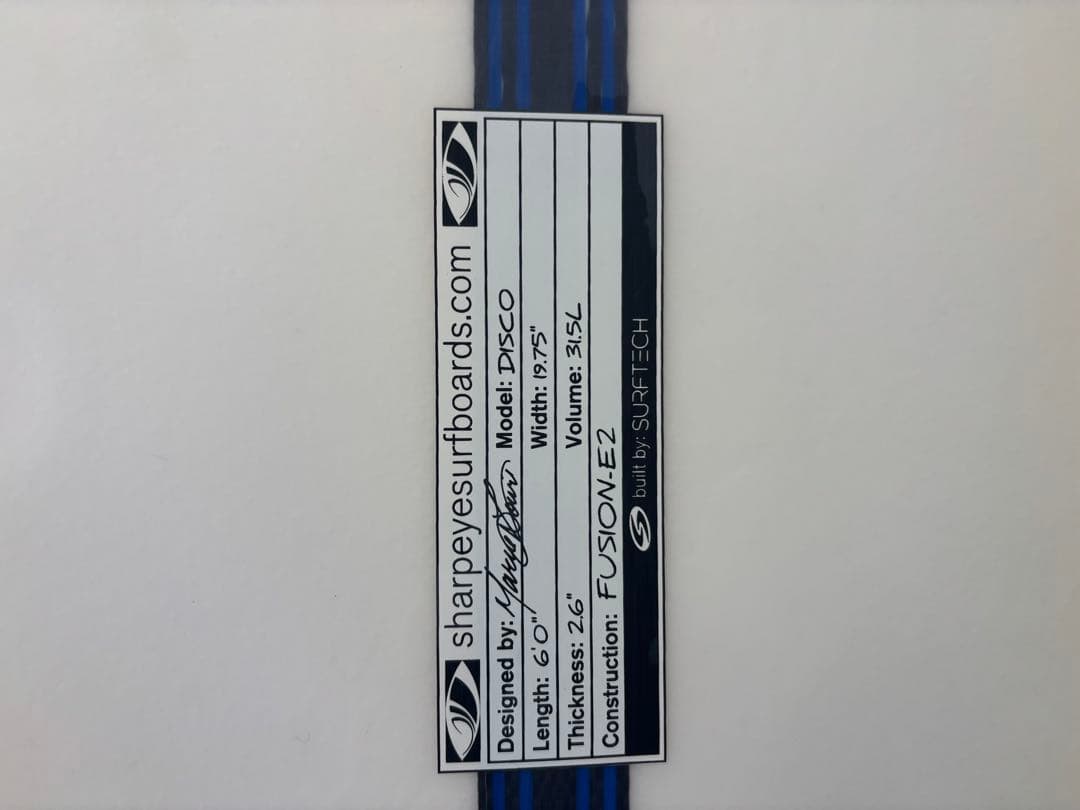 sharpeyesurfboards.com
Designed by: Model: DISCO
Length: 6'0" Width: 19.75"
Thickness: 2.6" Volume: 31.5L
Construction: FUSION-E2
built by: SURFTECH